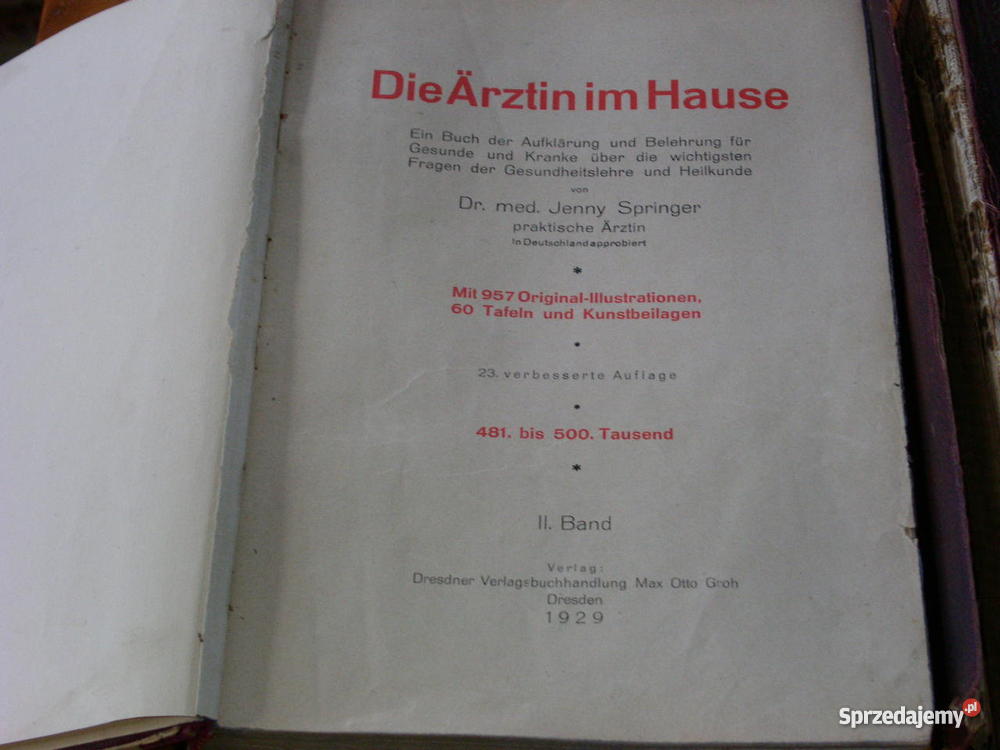 Die Ärztin im Hause
Ein Buch der Aufklärung und Belehrung für
Gesunde und Kranke über die wichtigsten
Fragen der Gesundheitslehre und Heilkunde
von
Dr. med. Jenny Springer
praktische Ärztin
In Deutschland approbiert
*
Mit 957 Original-Illustrationen,
60 Tafeln und Kunstbeilagen
*
23. verbesserte Auflage
*
481. bis 500. Tausend
*
II. Band
Verlag:
Dresdner Verlagsbuchhandlung Max Otto Groh
Dresden
1929
Sprzedajemy.pl